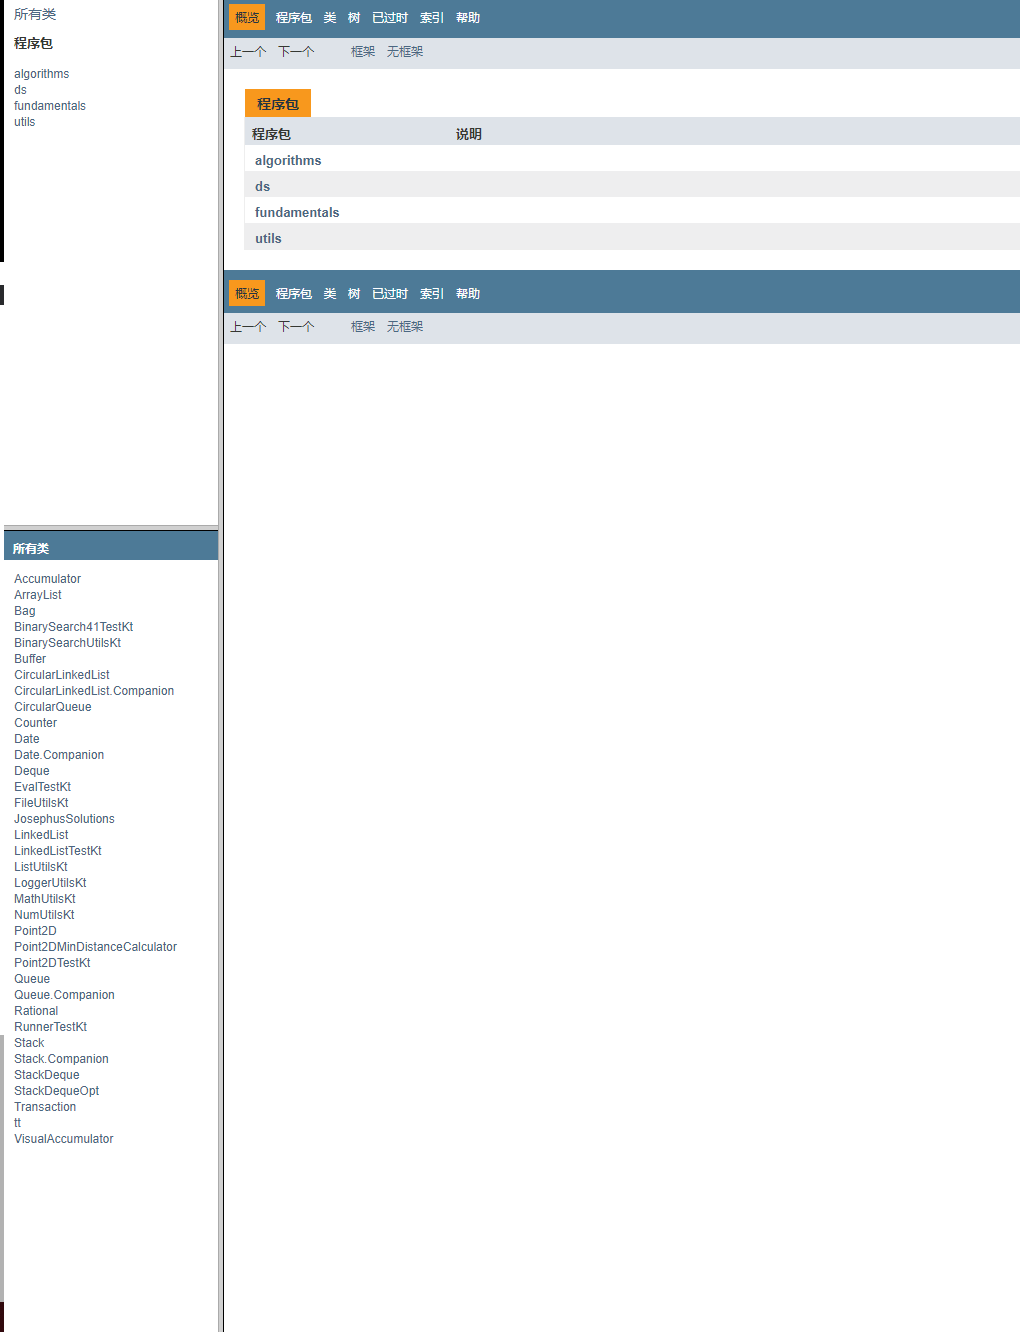 所有类
程序包
algorithms
ds
fundamentals
utils
所有类
Accumulator
ArrayList
Bag
BinarySearch41TestKt
BinarySearchUtilsKt
Buffer
CircularLinkedList
CircularLinkedList.Companion
CircularQueue
Counter
Date
Date.Companion
Deque
EvalTestKt
FileUtilsKt
JosephusSolutions
LinkedList
LinkedListTestKt
ListUtilsKt
LoggerUtilsKt
MathUtilsKt
NumUtilsKt
Point2D
Point2DMinDistanceCalculator
Point2DTestKt
Queue
Queue.Companion
Rational
RunnerTestKt
Stack
Stack.Companion
StackDeque
StackDequeOpt
Transaction
tt
VisualAccumulator
概览 程序包 类 树 已过时 索引 帮助
上一个 下一个 框架 无框架
程序包
程序包 说明
algorithms
ds
fundamentals
utils
概览 程序包 类 树 已过时 索引 帮助
上一个 下一个 框架 无框架